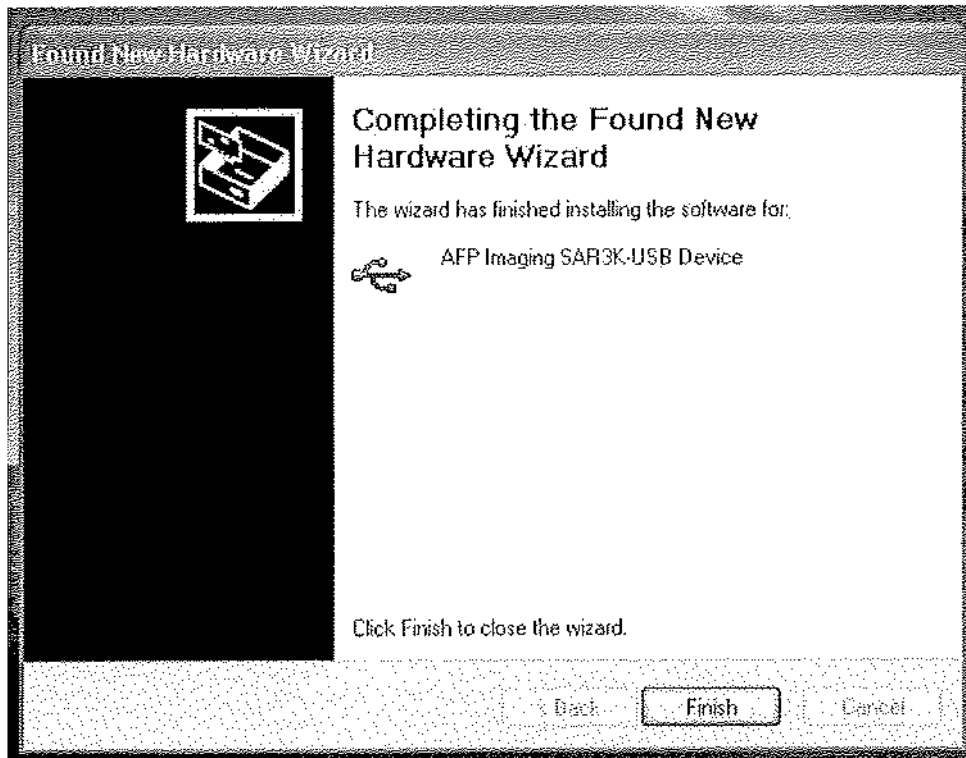 Found New Hardware Wizard
Completing the Found New
Hardware Wizard
The wizard has finished installing the software for:
AFP Imaging SAR3K-USB Device
Click Finish to close the wizard.
< Back
Finish
Cancel